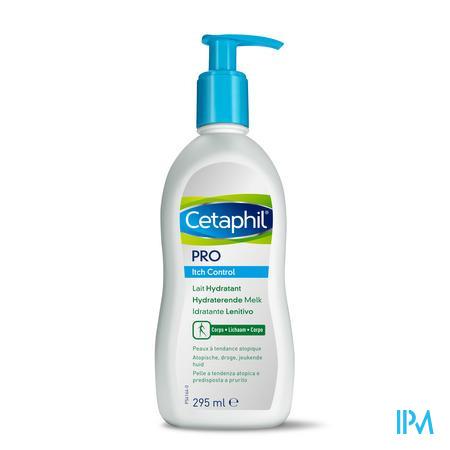 Cetaphil®
PRO
Itch Control
Lait Hydratant
Hydraterende Melk
Idratante Lenitivo
Corps • Lichaam • Corpo
Peaux à tendance atopique
Atopische, droge, jeukende
huid
Pelle a tendenza atopica e
predisposta a prurito
295 ml ℮
IPM